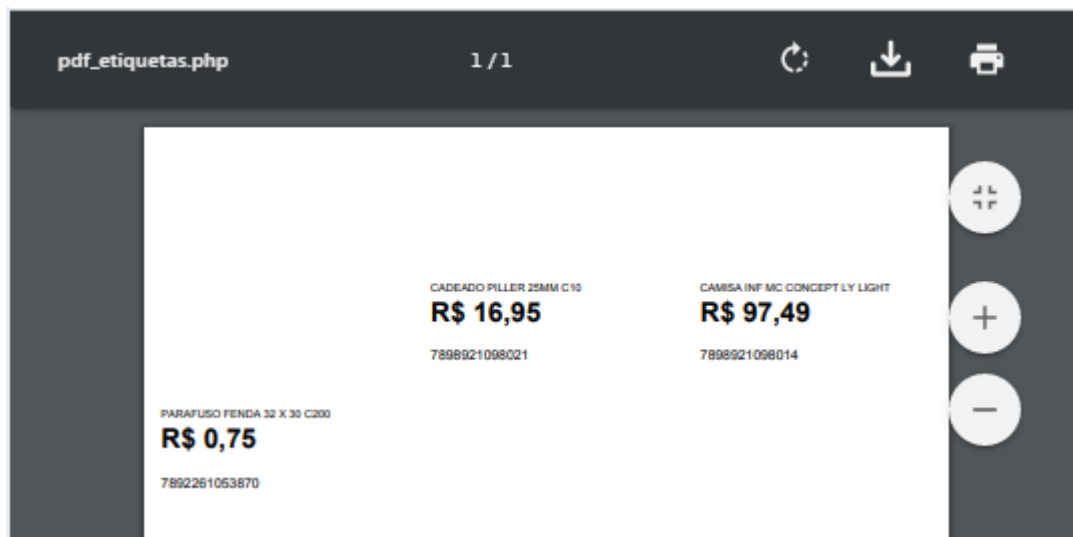 pdf_etiquetas.php
1 / 1
CADEADO PILLER 25MM C10
R$ 16,95
7898921098021
CAMISA INF MC CONCEPT LY LIGHT
R$ 97,49
7898921098014
PARAFUSO FENDA 32 X 30 C200
R$ 0,75
7892261053870